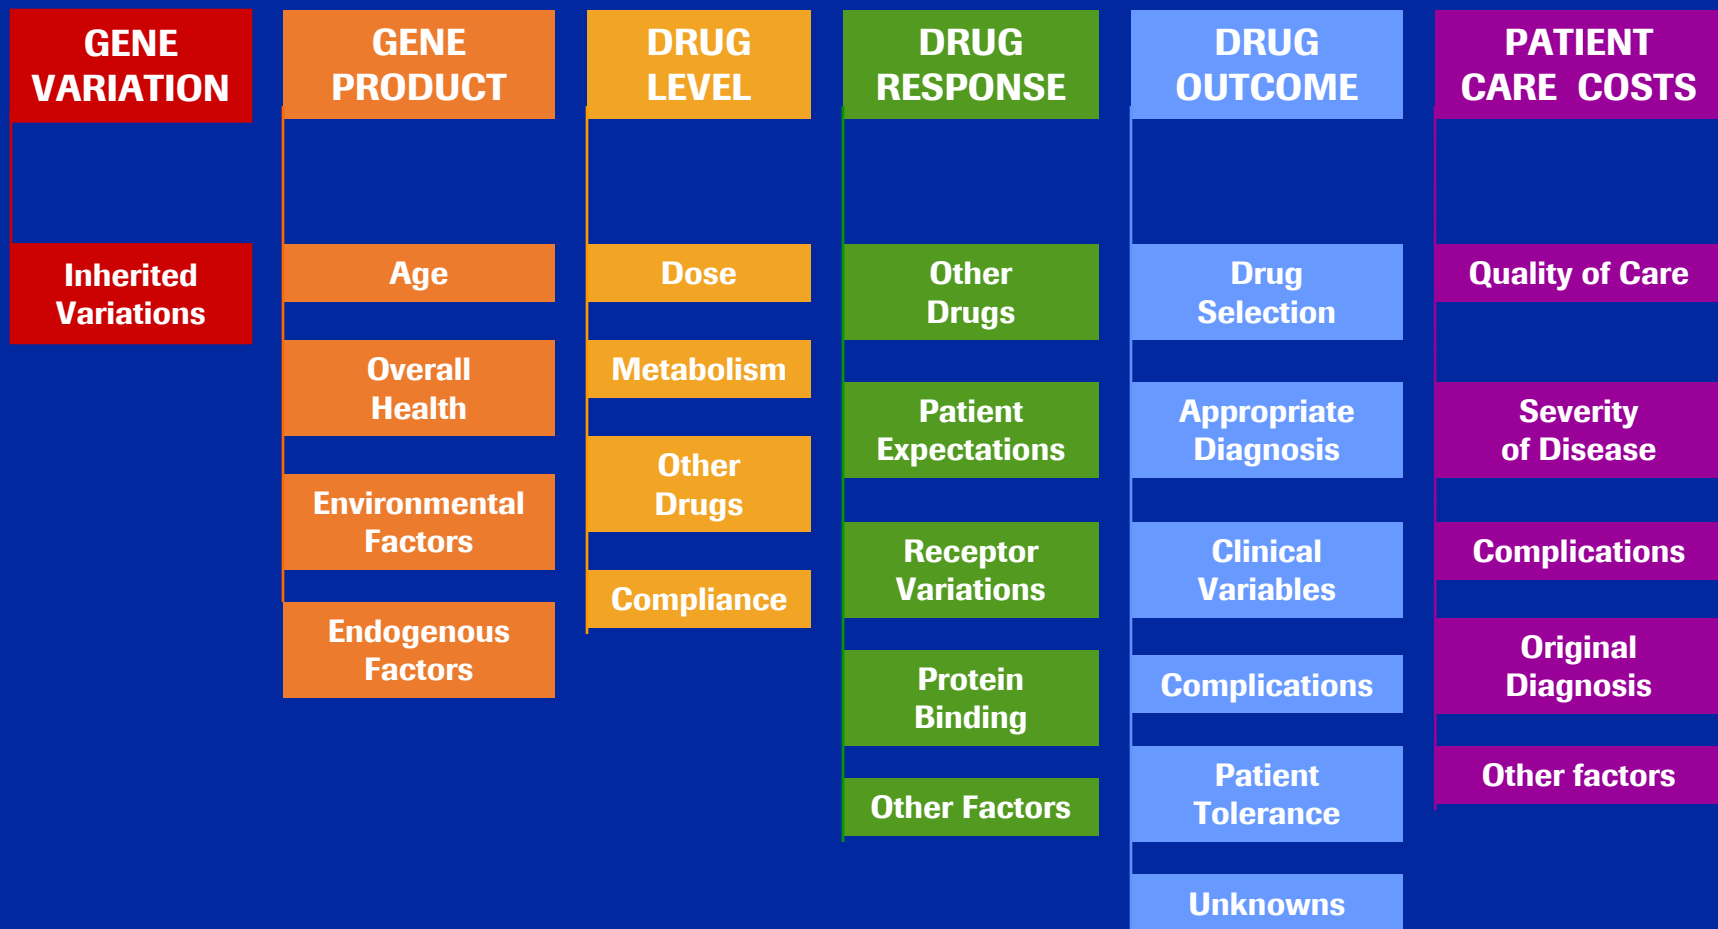 GENE
VARIATION
Inherited
Variations
GENE
PRODUCT
Age
Overall
Health
Environmental
Factors
Endogenous
Factors
DRUG
LEVEL
Dose
Metabolism
Other
Drugs
Compliance
DRUG
RESPONSE
Other
Drugs
Patient
Expectations
Receptor
Variations
Protein
Binding
Other Factors
DRUG
OUTCOME
Drug
Selection
Appropriate
Diagnosis
Clinical
Variables
Complications
Patient
Tolerance
Unknowns
PATIENT
CARE COSTS
Quality of Care
Severity
of Disease
Complications
Original
Diagnosis
Other factors